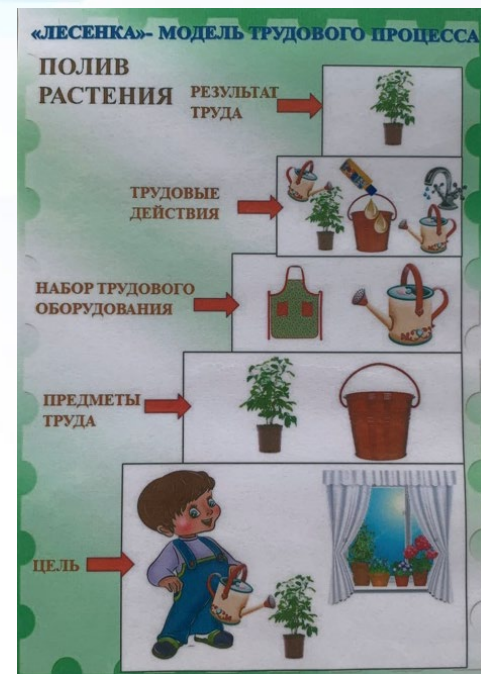 «ЛЕСЕНКА»- МОДЕЛЬ ТРУДОВОГО ПРОЦЕССА
ПОЛИВ
РАСТЕНИЯ
РЕЗУЛЬТАТ
ТРУДА
ТРУДОВЫЕ
ДЕЙСТВИЯ
НАБОР ТРУДОВОГО
ОБОРУДОВАНИЯ
ПРЕДМЕТЫ
ТРУДА
ЦЕЛЬ